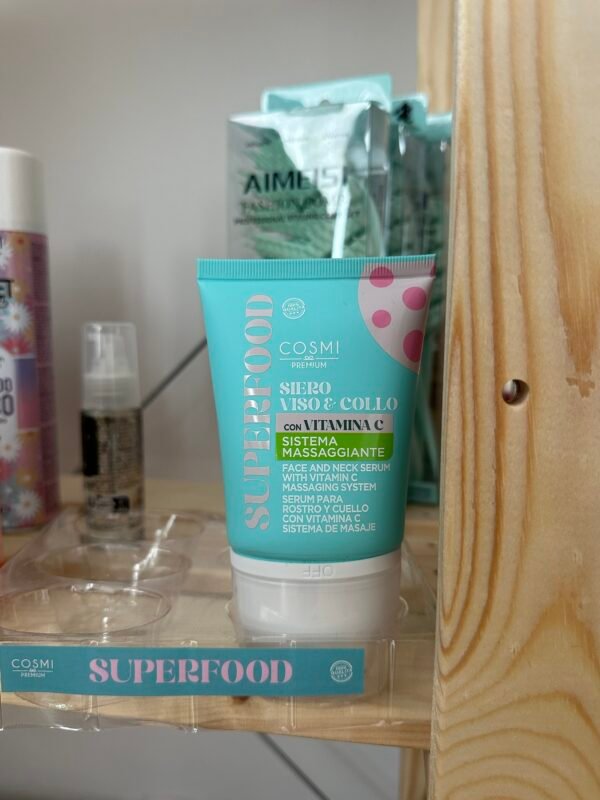 AIMEISI
SUPERFOOD
COSMI
PREMIUM
SIERO
VISO & COLLO
CON VITAMINA C
SISTEMA
MASSAGGIANTE
FACE AND NECK SERUM
WITH VITAMIN C
MASSAGING SYSTEM
SERUM PARA
ROSTRO Y CUELLO
CON VITAMINA C
SISTEMA DE MASAJE
OFF
COSMI
PREMIUM
SUPERFOOD